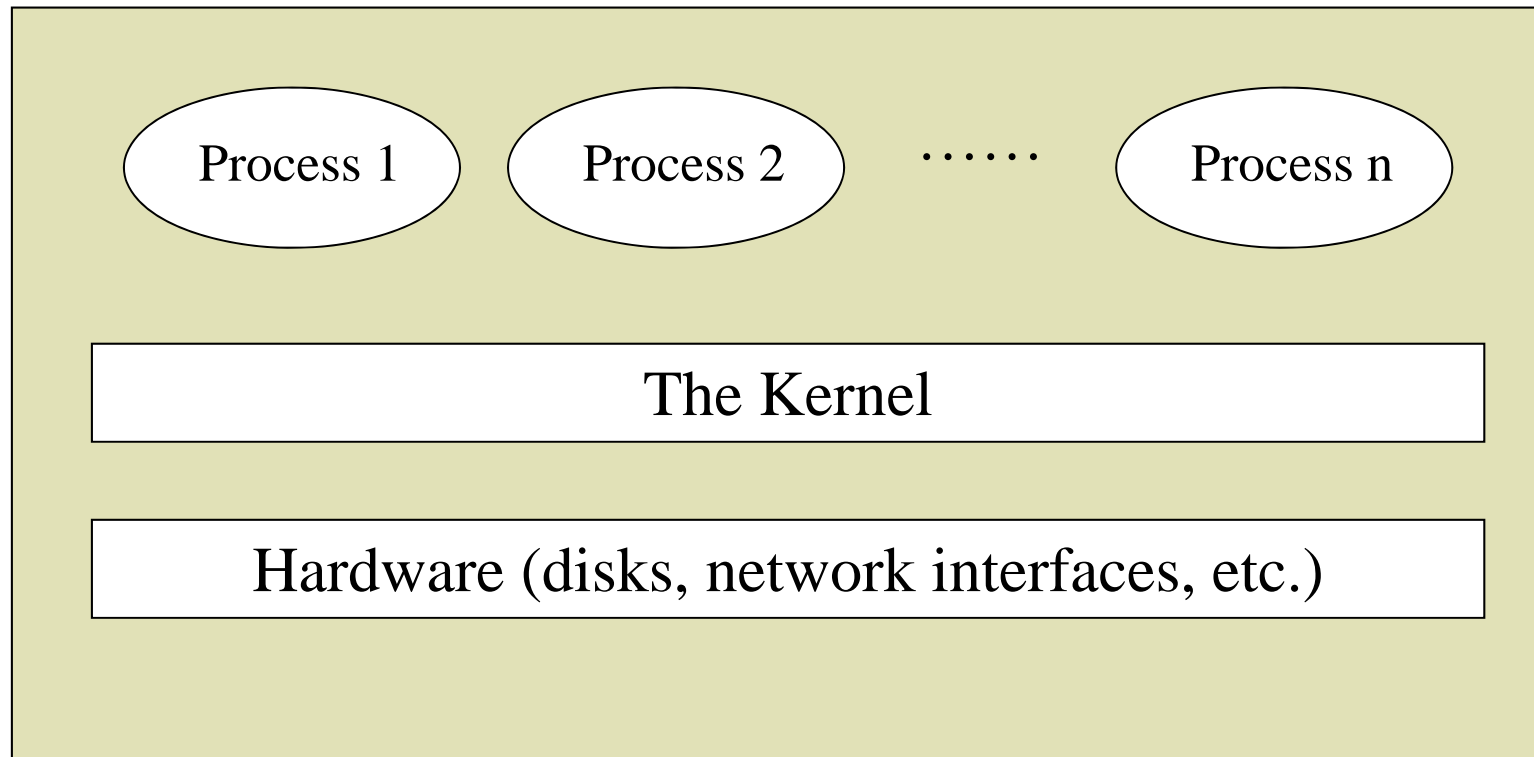 Process 1 Process 2 ...... Process n
The Kernel
Hardware (disks, network interfaces, etc.)